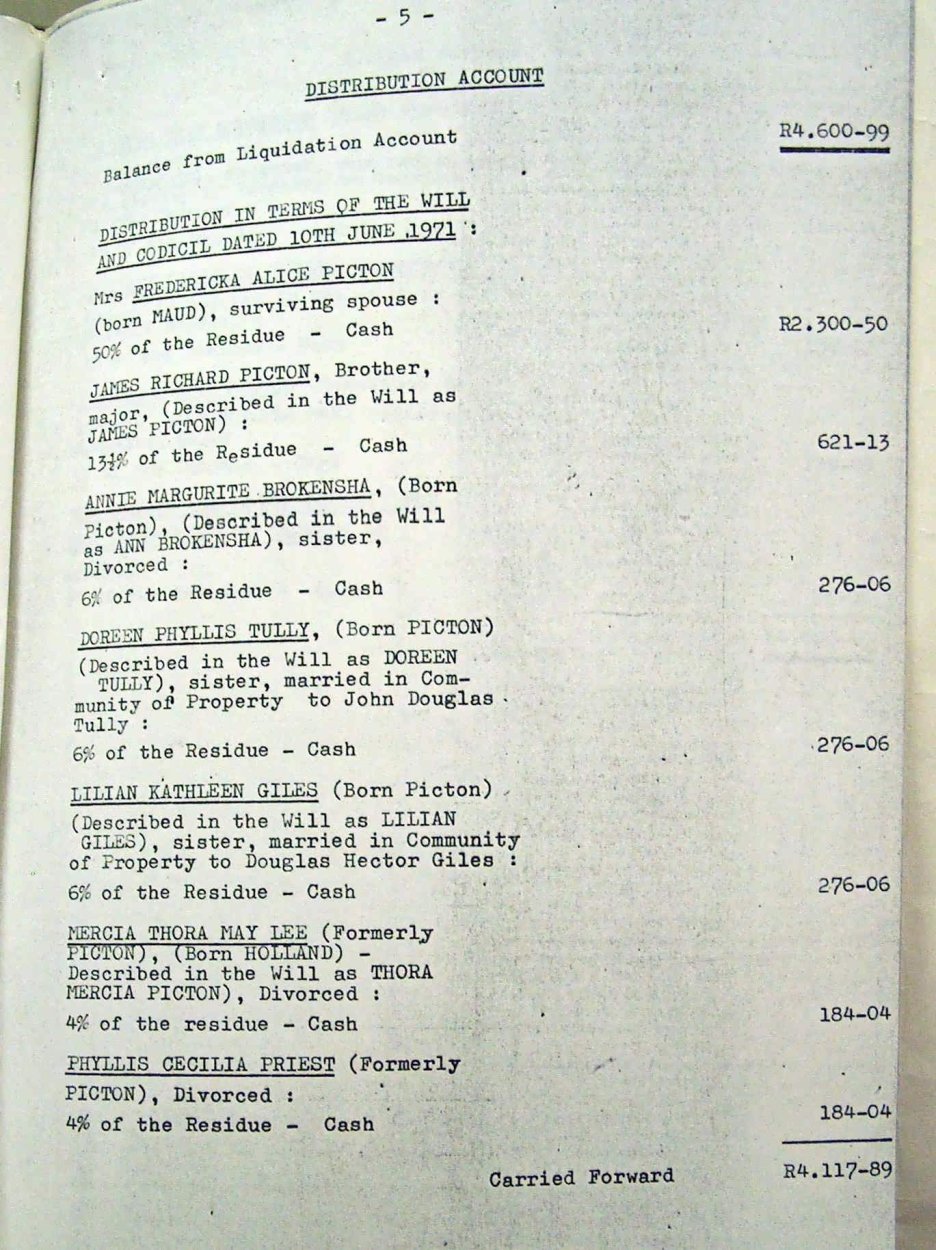 - 5 -
DISTRIBUTION ACCOUNT
Balance from Liquidation Account R4.600-99
DISTRIBUTION IN TERMS OF THE WILL
AND CODICIL DATED 10TH JUNE 1971 :
Mrs FREDERICKA ALICE PICTON
(born MAUD), surviving spouse :
50% of the Residue - Cash R2.300-50
JAMES RICHARD PICTON, Brother,
major, (Described in the Will as
JAMES PICTON) :
13½% of the Residue - Cash 621-13
ANNIE MARGURITE BROKENSHA, (Born
Picton), (Described in the Will
as ANN BROKENSHA), sister,
Divorced :
6% of the Residue - Cash 276-06
DOREEN PHYLLIS TULLY, (Born PICTON)
(Described in the Will as DOREEN
TULLY), sister, married in Com-
munity of Property to John Douglas
Tully :
6% of the Residue - Cash 276-06
LILIAN KATHLEEN GILES (Born Picton)
(Described in the Will as LILIAN
GILES), sister, married in Community
of Property to Douglas Hector Giles :
6% of the Residue - Cash 276-06
MERCIA THORA MAY LEE (Formerly
PICTON), (Born HOLLAND) -
Described in the Will as THORA
MERCIA PICTON), Divorced :
4% of the residue - Cash 184-04
PHYLLIS CECILIA PRIEST (Formerly
PICTON), Divorced :
4% of the Residue - Cash 184-04
Carried Forward R4.117-89